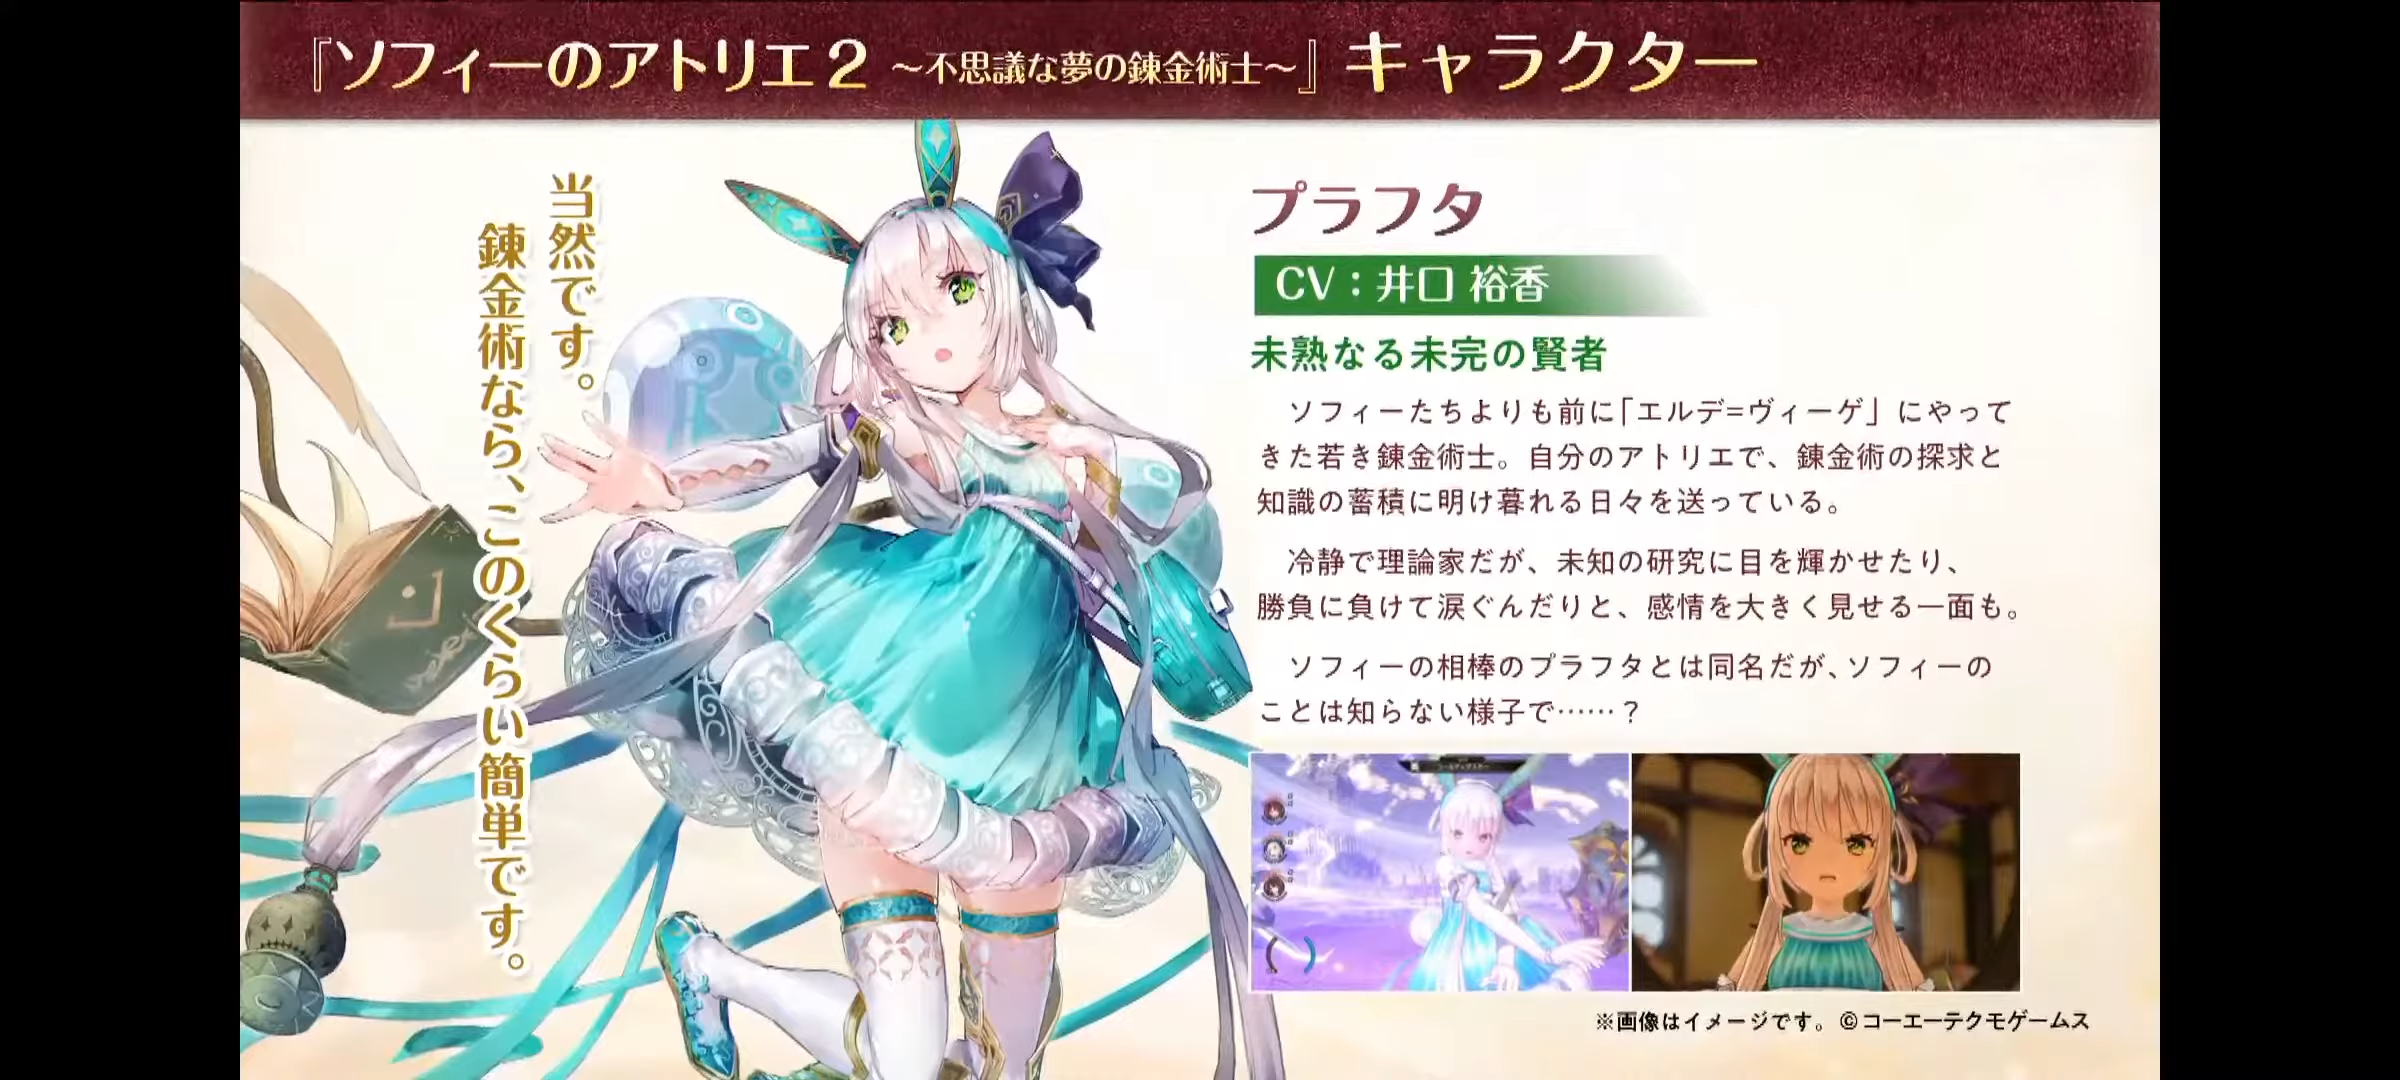 『ソフィーのアトリエ2 ～不思議な夢の錬金術士～』キャラクター
当然です。
錬金術なら、このくらい簡単です。
プラフタ
CV：井口 裕香
未熟なる未完の賢者
ソフィーたちよりも前に「エルデ=ヴィーゲ」にやって
きた若き錬金術士。自分のアトリエで、錬金術の探求と
知識の蓄積に明け暮れる日々を送っている。
冷静で理論家だが、未知の研究に目を輝かせたり、
勝負に負けて涙ぐんだりと、感情を大きく見せる一面も。
ソフィーの相棒のプラフタとは同名だが、ソフィーの
ことは知らない様子で……？
※画像はイメージです。 ©コーエーテクモゲームス